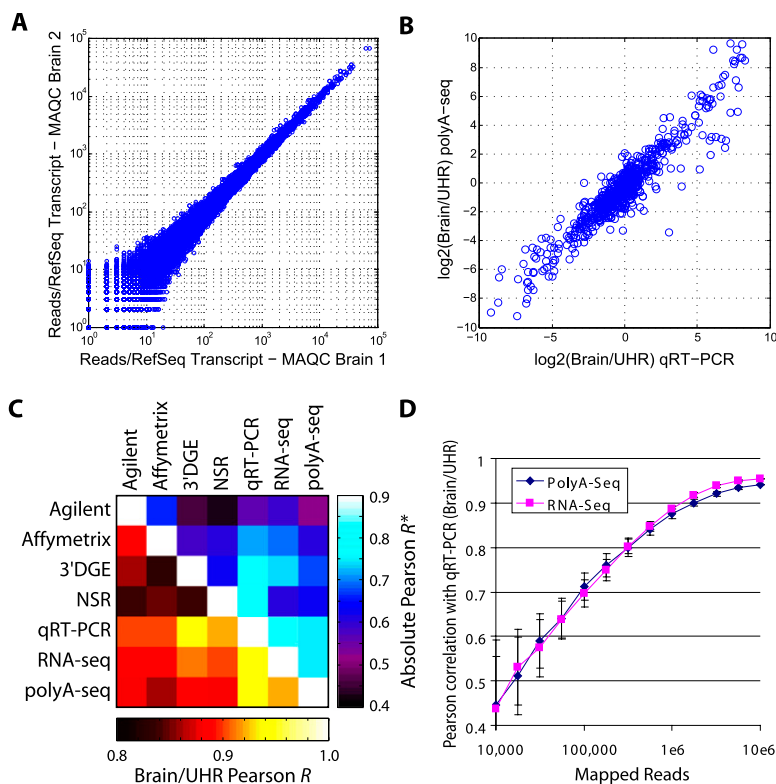 A
Reads/RefSeq Transcript − MAQC Brain 2
10^5
10^4
10^3
10^2
10^1
10^0
10^0 10^1 10^2 10^3 10^4 10^5
Reads/RefSeq Transcript − MAQC Brain 1
B
log2(Brain/UHR) polyA−seq
10
8
6
4
2
0
−2
−4
−6
−8
−10
−10 −5 0 5 10
log2(Brain/UHR) qRT−PCR
C
Agilent
Affymetrix
3'DGE
NSR
qRT-PCR
RNA-seq
polyA-seq
Agilent
Affymetrix
3'DGE
NSR
qRT-PCR
RNA-seq
polyA-seq
0.9
0.8
0.7
0.6
0.5
0.4
Absolute Pearson R*
0.8 0.9 1.0
Brain/UHR Pearson R
D
Pearson correlation with qRT-PCR (Brain/UHR)
1
0.9
0.8
0.7
0.6
0.5
0.4
PolyA-Seq
RNA-Seq
10,000 100,000 1e6 10e6
Mapped Reads